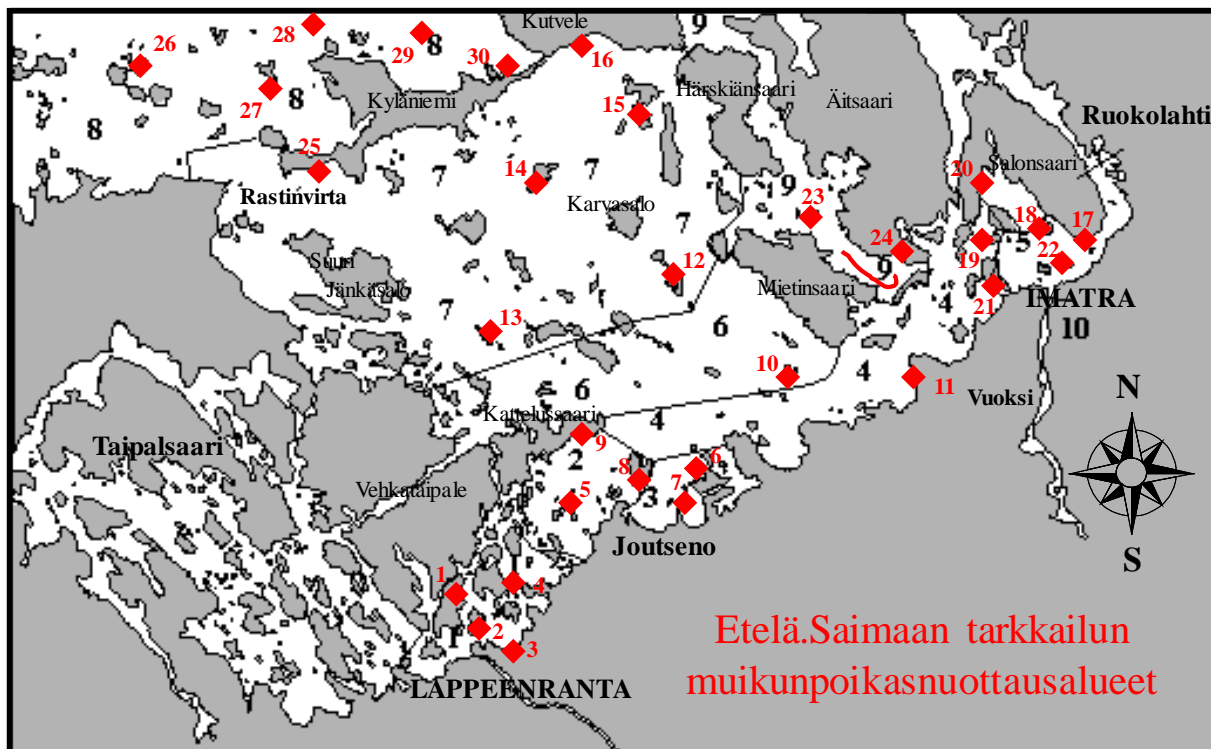 Kutvele
9
28
26
29
8
30
16
27
8
Kyläniemi
15
Härskiänsaari
Äitsaari
Ruokolahti
8
25
7
14
7
9
20
Salonsaari
Rastinvirta
Karvasalo
23
18
17
7
24
19
5
22
Suuri
Jänkäsalo
12
Mietinsaari
9
21
IMATRA
7
13
6
4
10
10
4
11
Vuoksi
N
6
Kattelussaari
4
Taipalsaari
9
2
8
6
7
Vehkataipale
5
3
Joutseno
S
1
4
2
1
3
LAPPEENRANTA
Etelä.Saimaan tarkkailun
muikunpoikasnuottausalueet